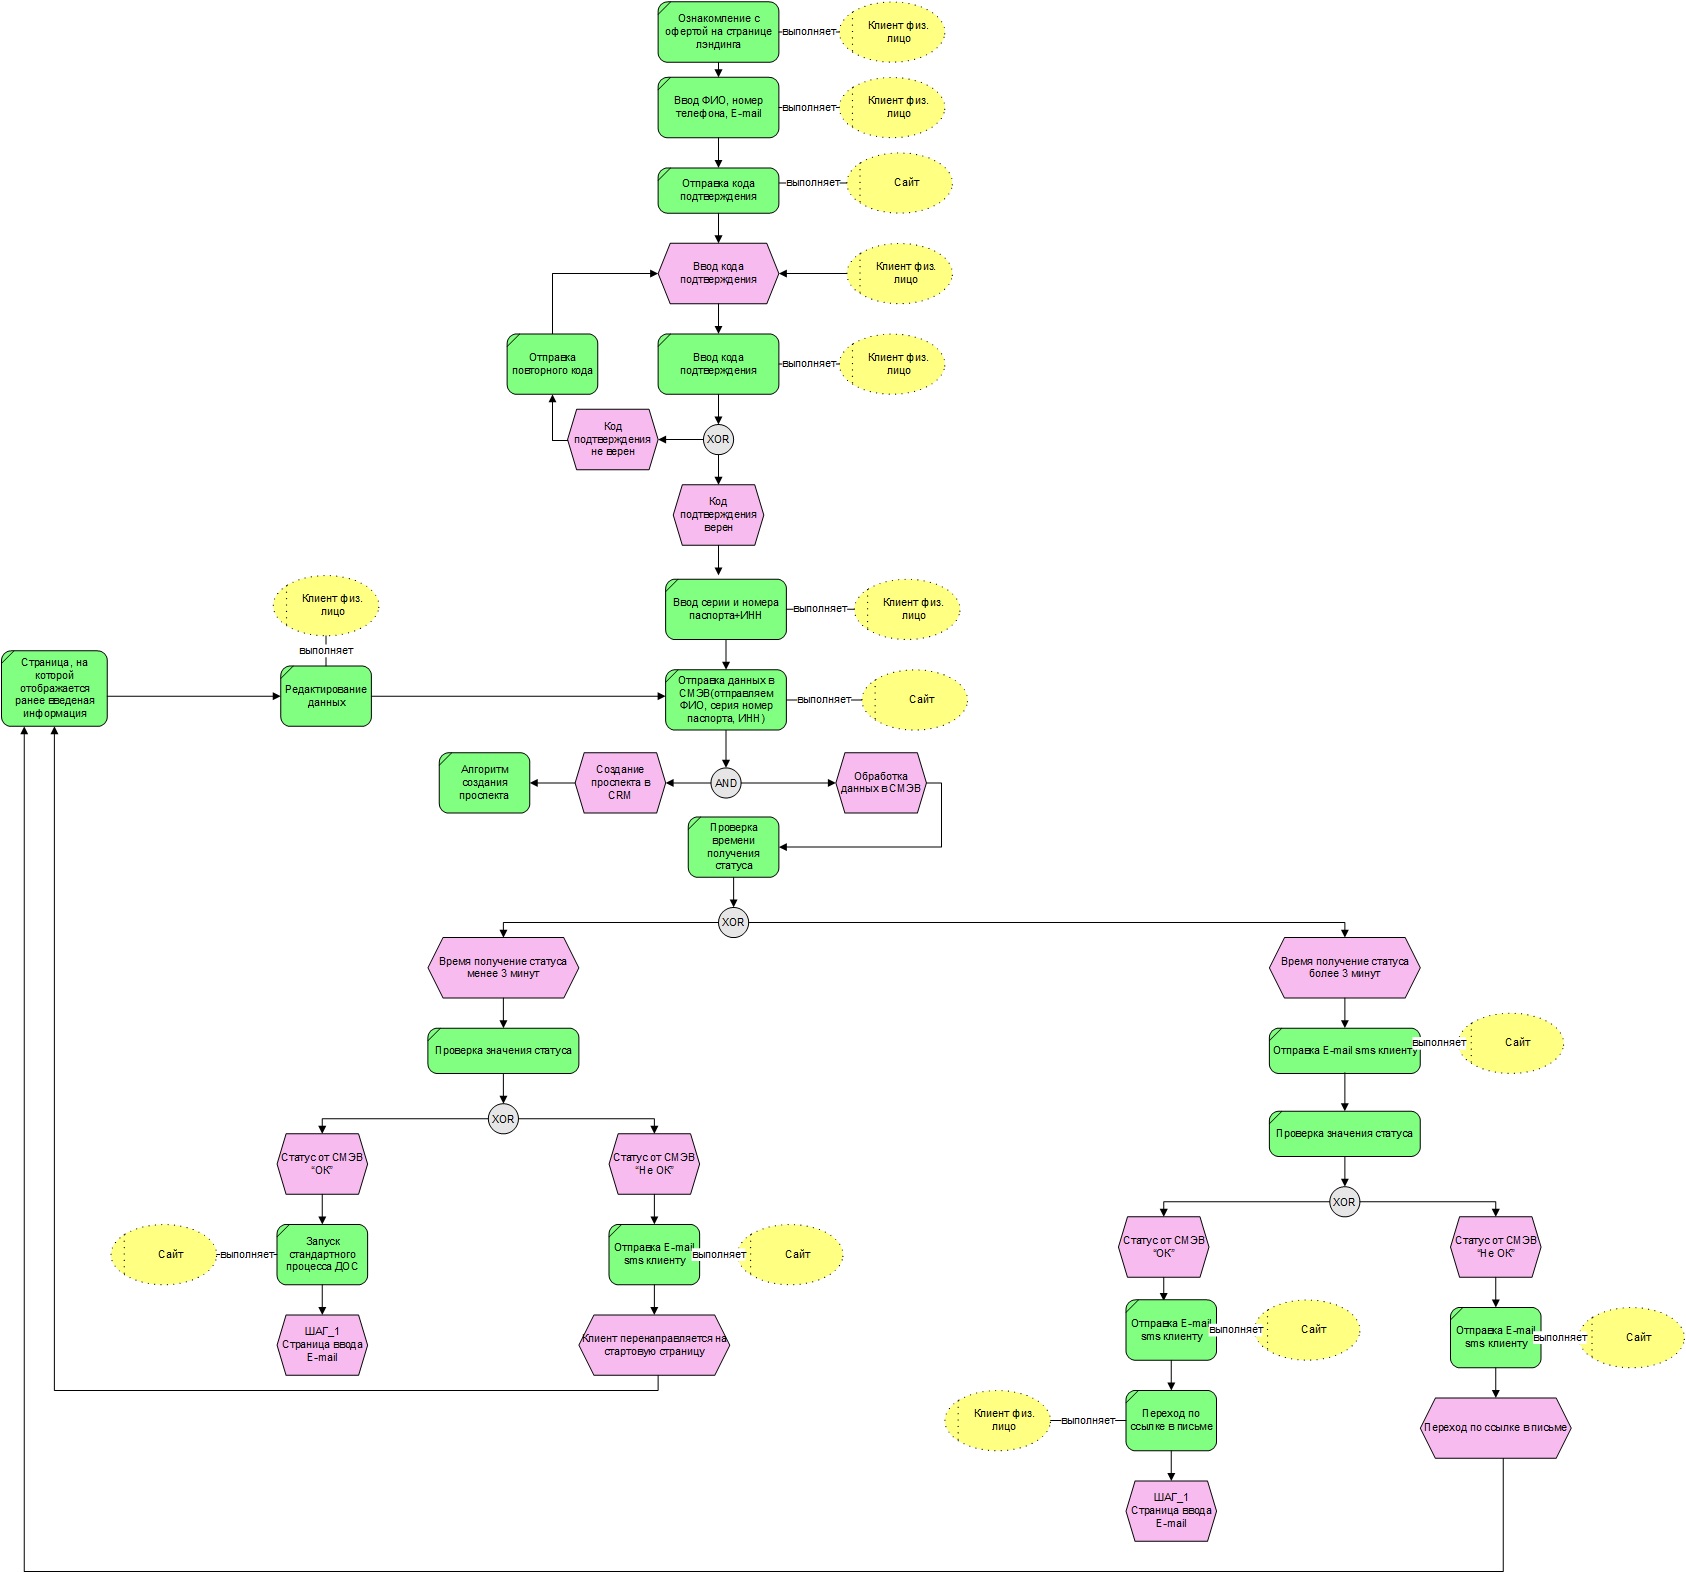 Ознакомление с
офертой на странице
лэндинга
выполняет
Клиент физ.
лицо
Ввод ФИО, номер
телефона, E-mail
выполняет
Клиент физ.
лицо
Отправка кода
подтверждения
выполняет
Сайт
Ввод кода
подтверждения
Клиент физ.
лицо
Отправка
повторного кода
Ввод кода
подтверждения
выполняет
Клиент физ.
лицо
Код
подтверждения
не верен
XOR
Код
подтверждения
верен
Клиент физ.
лицо
выполняет
Ввод серии и номера
паспорта+ИНН
выполняет
Клиент физ.
лицо
Страница, на
которой
отображается
ранее введеная
информация
Редактирование
данных
Отправка данных в
СМЭВ(отправляем
ФИО, серия номер
паспорта, ИНН)
выполняет
Сайт
Алгоритм
создания
проспекта
Создание
проспекта в
CRM
AND
Обработка
данных в СМЭВ
Проверка
времени
получения
статуса
XOR
Время получение статуса
менее 3 минут
Время получение статуса
более 3 минут
Проверка значения статуса
Отправка E-mail sms клиенту
выполняет
Сайт
XOR
Проверка значения статуса
Статус от СМЭВ
“ОК”
Статус от СМЭВ
“Не ОК”
XOR
Сайт
выполняет
Запуск
стандартного
процесса ДОС
Отправка E-mail
sms клиенту
выполняет
Сайт
Статус от СМЭВ
“ОК”
Статус от СМЭВ
“Не ОК”
ШАГ_1
Страница ввода
E-mail
Клиент перенаправляется на
стартовую страницу
Отправка E-mail
sms клиенту
выполняет
Сайт
Отправка E-mail
sms клиенту
выполняет
Сайт
Клиент физ.
лицо
выполняет
Переход по
ссылке в письме
Переход по ссылке в письме
ШАГ_1
Страница ввода
E-mail